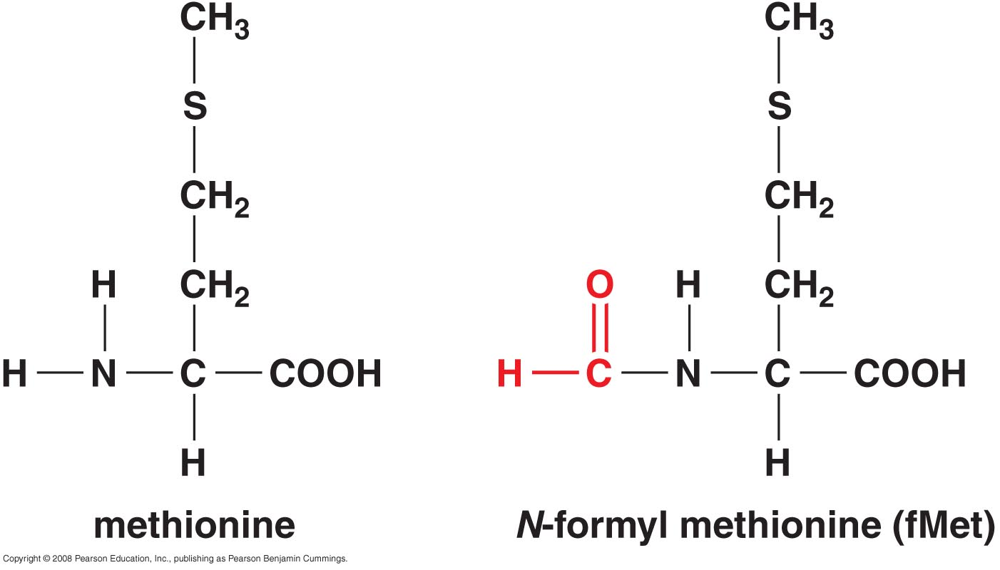 CH3 CH3
S S
CH2 CH2
H CH2 O H CH2
H N C COOH H C N C COOH
H H
methionine N-formyl methionine (fMet)
Copyright © 2008 Pearson Education, Inc., publishing as Pearson Benjamin Cummings.